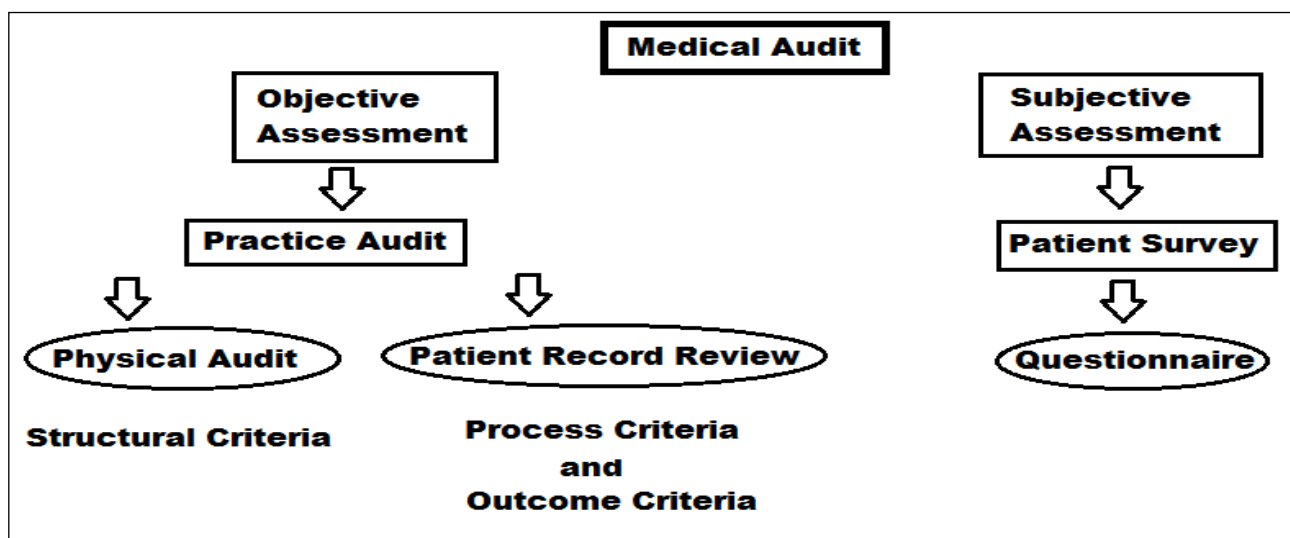 Medical Audit
Objective
Assessment
Subjective
Assessment
Practice Audit
Patient Survey
Physical Audit
Patient Record Review
Questionnaire
Structural Criteria
Process Criteria
and
Outcome Criteria